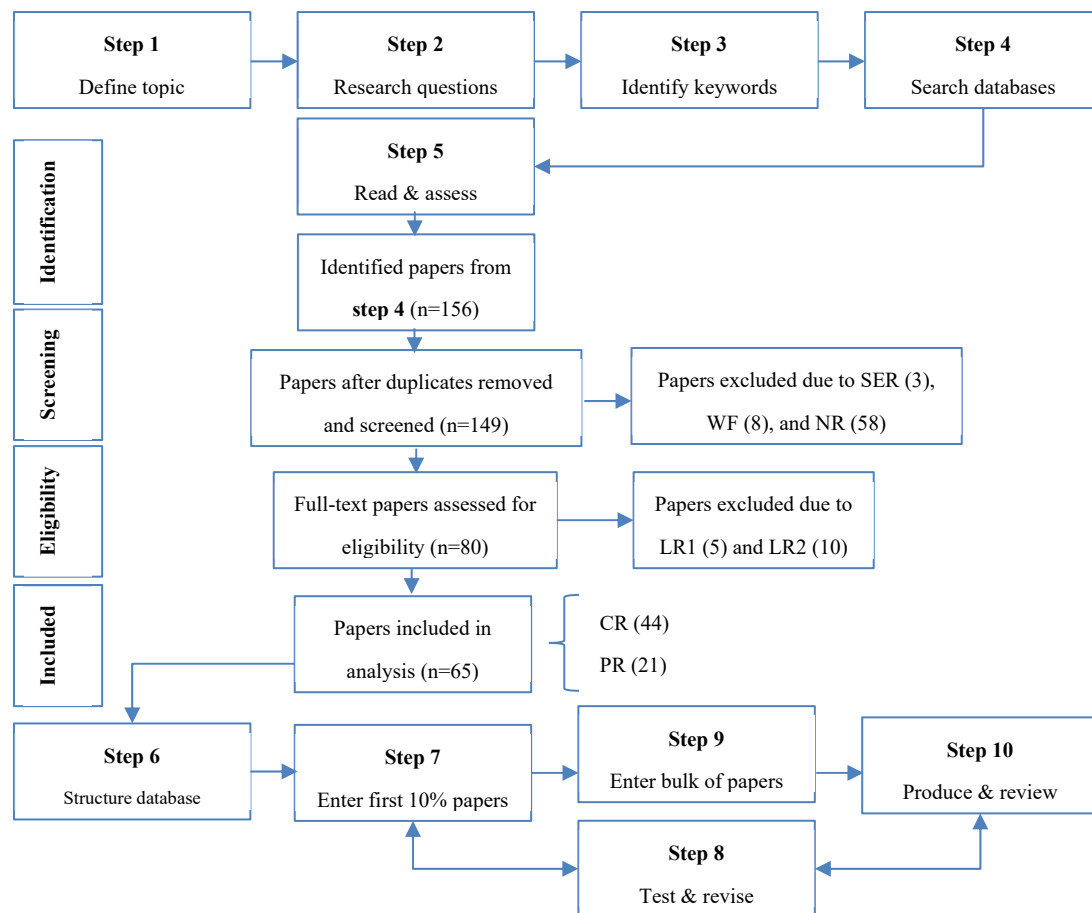 Step 1
Define topic
Step 2
Research questions
Step 3
Identify keywords
Step 4
Search databases
Step 5
Read & assess
Identification
Identified papers from
step 4 (n=156)
Screening
Papers after duplicates removed
and screened (n=149)
Papers excluded due to SER (3),
WF (8), and NR (58)
Eligibility
Full-text papers assessed for
eligibility (n=80)
Papers excluded due to
LR1 (5) and LR2 (10)
Included
Papers included in
analysis (n=65)
CR (44)
PR (21)
Step 6
Structure database
Step 7
Enter first 10% papers
Step 9
Enter bulk of papers
Step 10
Produce & review
Step 8
Test & revise